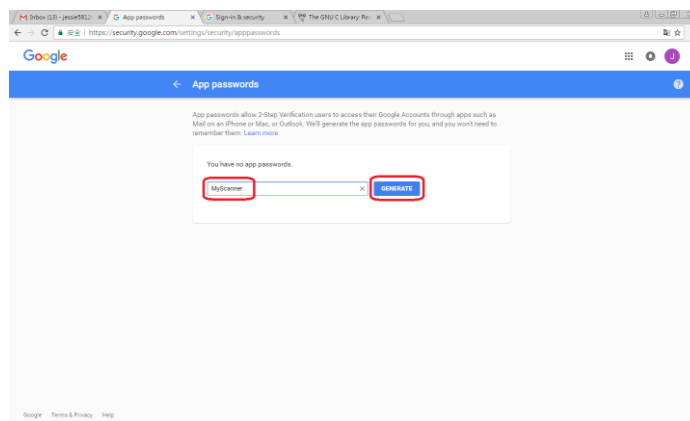 Inbox (13) - jessie5812
App passwords
Sign-in & security
The GNU C Library: Re
安全 | https://security.google.com/settings/security/apppasswords
Google
J
App passwords
App passwords allow 2-Step Verification users to access their Google Accounts through apps such as
Mail on an iPhone or Mac, or Outlook. We'll generate the app passwords for you, and you won't need to
remember them. Learn more
You have no app passwords.
MyScanner
GENERATE
Google Terms & Privacy Help